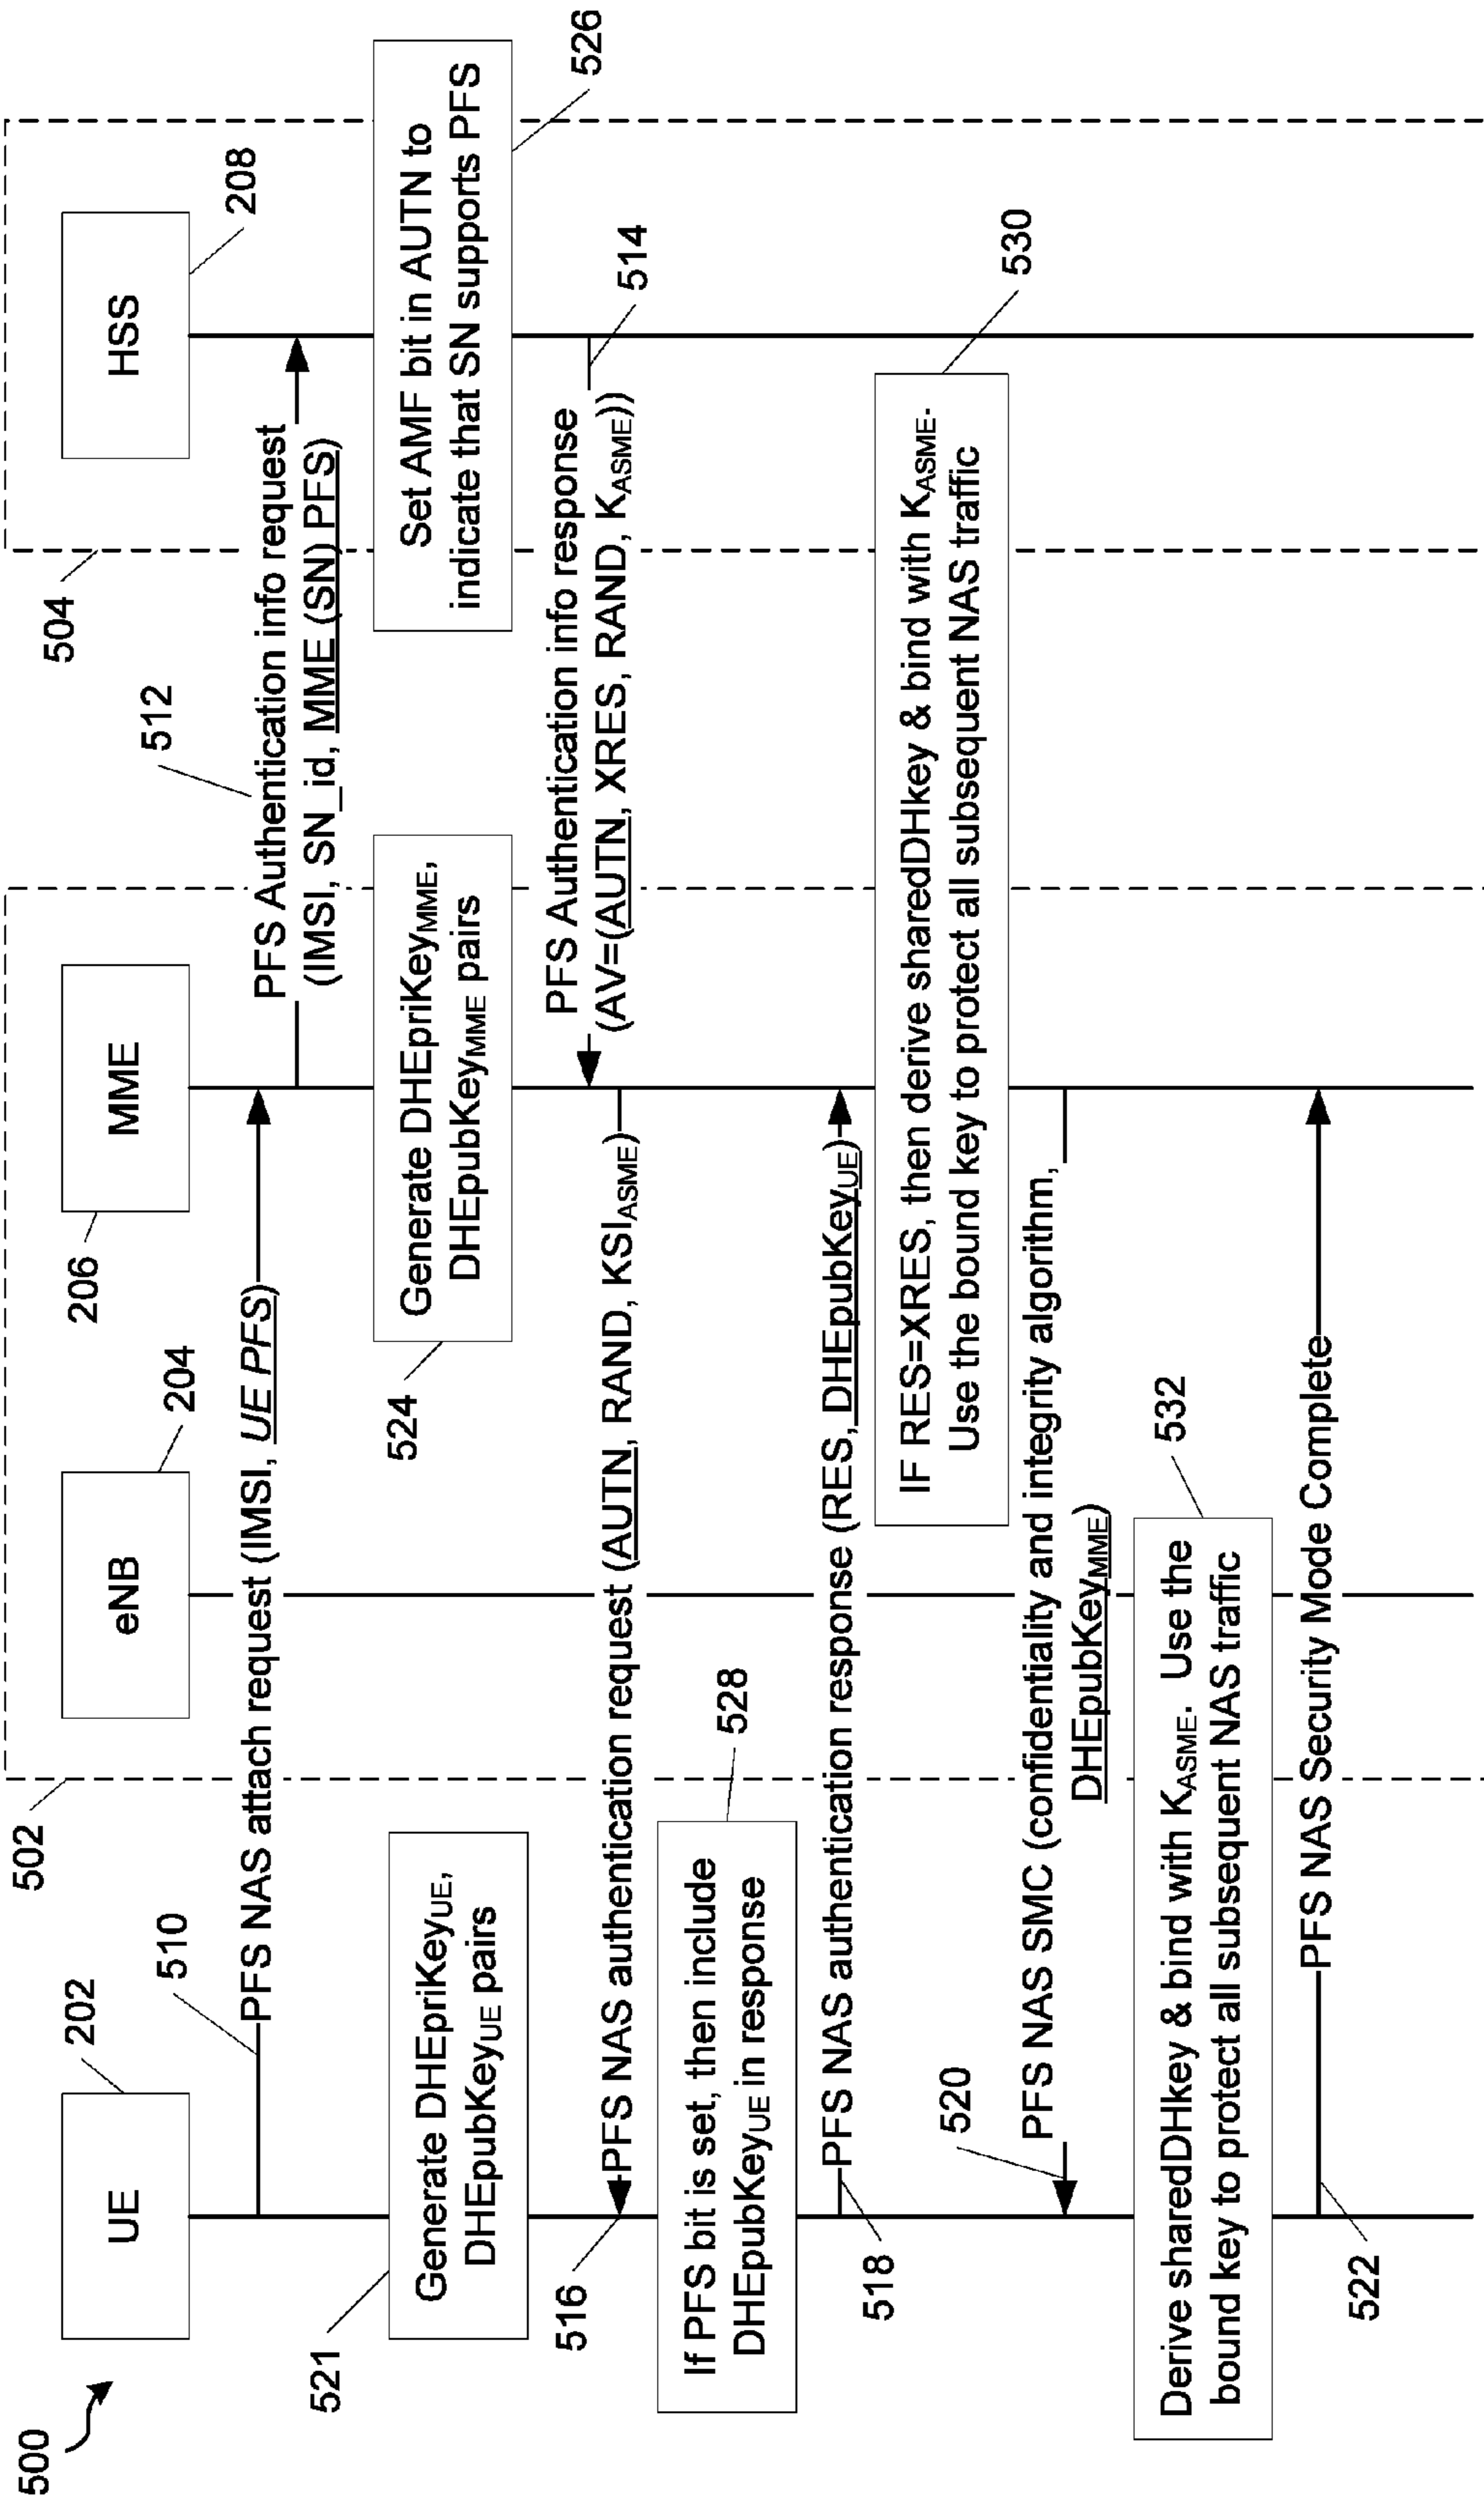 500
UE
202
502
eNB
204
206
MME
504
HSS
208
510
PFS NAS attach request (IMSI, UE PFS)
512
PFS Authentication info request
(IMSI, SN_id, MME (SN) PFS)
521
Generate DHEpriKeyUE,
DHEpubKeyUE pairs
524
Generate DHEpriKeyMME,
DHEpubKeyMME pairs
Set AMF bit in AUTN to
indicate that SN supports PFS
526
PFS Authentication info response
(AV=(AUTN, XRES, RAND, KASME)))
514
516
PFS NAS authentication request (AUTN, RAND, KSIASME)
If PFS bit is set, then include
DHEpubKeyUE in response
528
518
PFS NAS authentication response (RES, DHEpubKeyUE)
IF RES=XRES, then derive sharedDHkey & bind with KASME.
Use the bound key to protect all subsequent NAS traffic
530
520
PFS NAS SMC (confidentiality and integrity algorithm,
DHEpubKeyMME)
Derive sharedDHkey & bind with KASME. Use the
bound key to protect all subsequent NAS traffic
532
522
PFS NAS Security Mode Complete